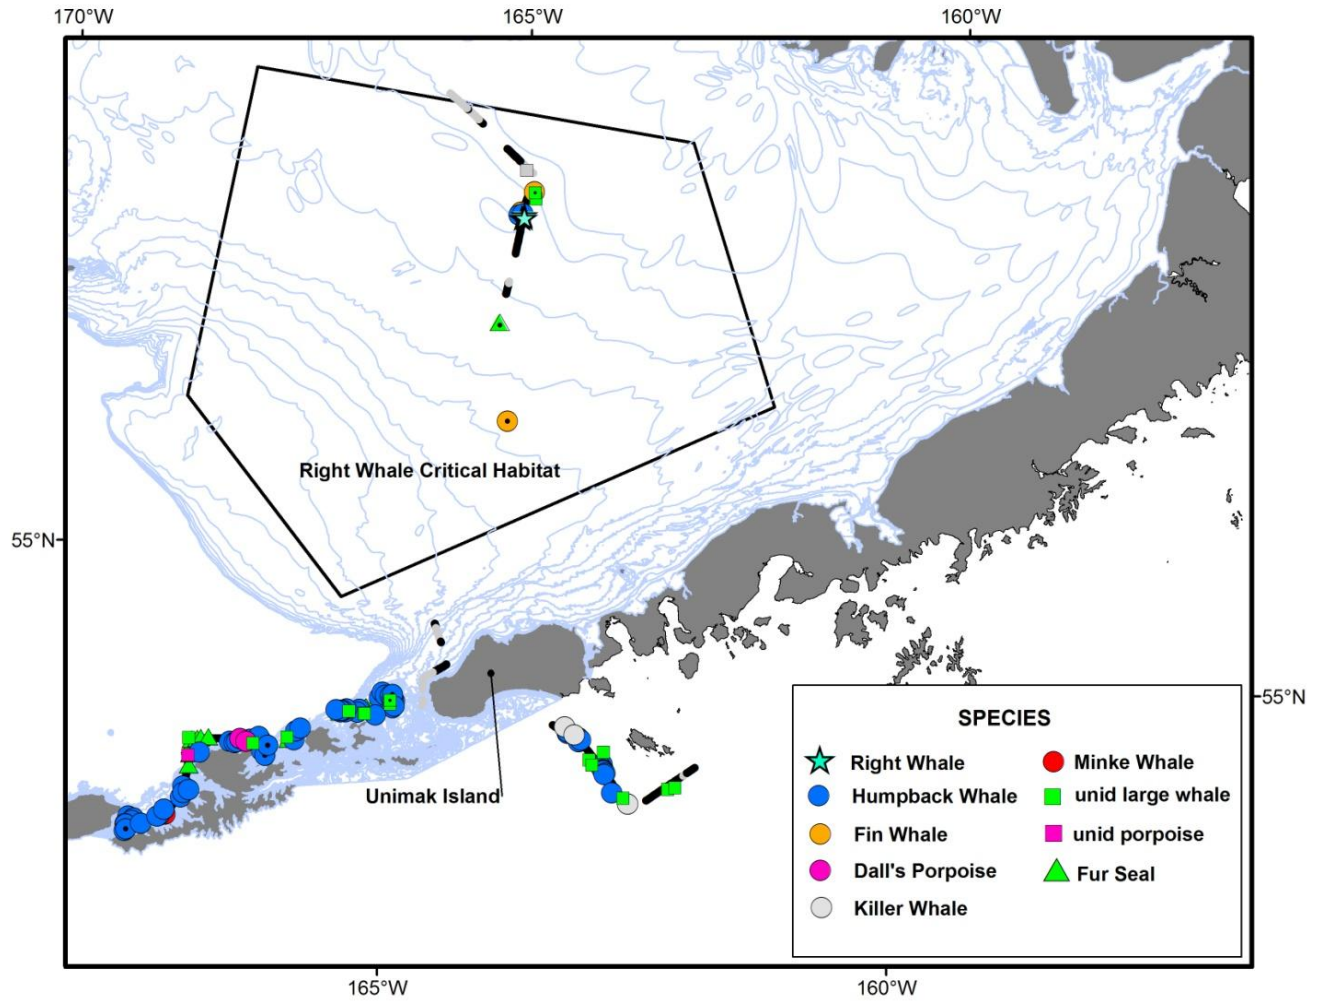 170°W 165°W 160°W
Right Whale Critical Habitat
55°N
55°N
SPECIES
Right Whale Minke Whale
Humpback Whale unid large whale
Fin Whale unid porpoise
Dall's Porpoise Fur Seal
Killer Whale
Unimak Island
165°W 160°W